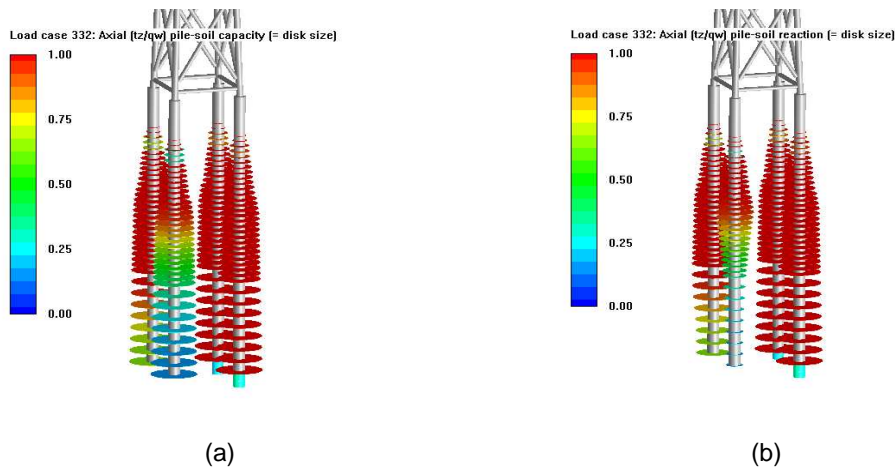 Load case 332: Axial (tz/qw) pile-soil capacity (= disk size)
1.00
0.75
0.50
0.25
0.00
(a)
Load case 332: Axial (tz/qw) pile-soil reaction (= disk size)
1.00
0.75
0.50
0.25
0.00
(b)